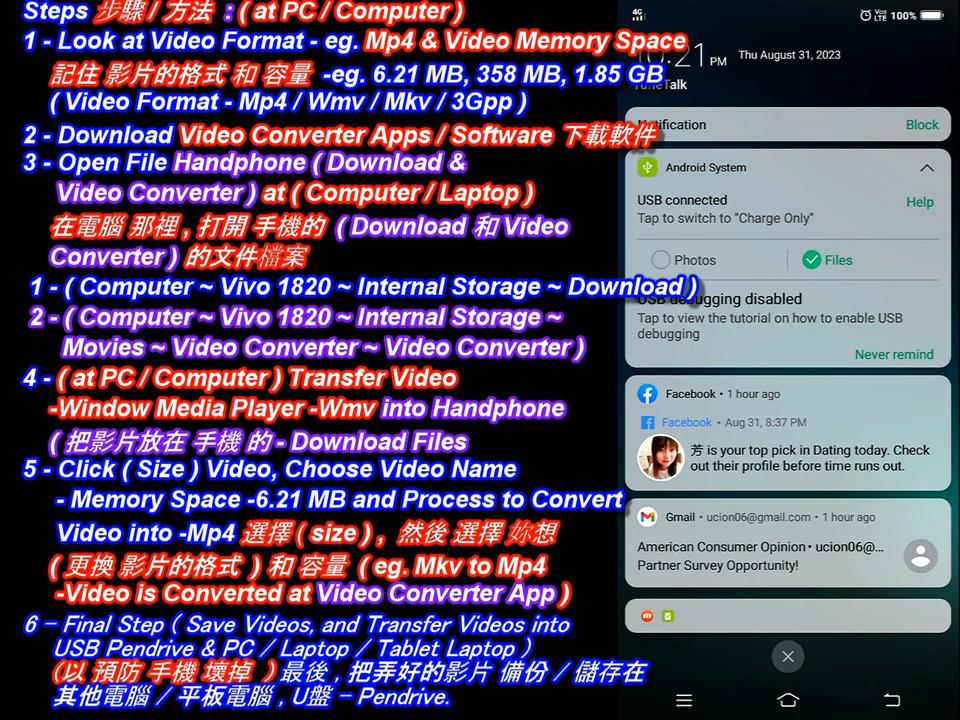 Steps 步驟 / 方法 : ( at PC / Computer )
1 - Look at Video Format - eg. Mp4 & Video Memory Space
記住 影片的格式 和 容量 -eg. 6.21 MB, 358 MB, 1.85 GB
( Video Format - Mp4 / Wmv / Mkv / 3Gpp )
2 - Download Video Converter Apps / Software 下載軟件
3 - Open File Handphone ( Download &
Video Converter ) at ( Computer / Laptop )
在電腦 那裡 , 打開 手機的 ( Download 和 Video
Converter ) 的文件檔案
1 - ( Computer ~ Vivo 1820 ~ Internal Storage ~ Download )
2 - ( Computer ~ Vivo 1820 ~ Internal Storage ~
Movies ~ Video Converter ~ Video Converter )
4 - ( at PC / Computer ) Transfer Video
-Window Media Player -Wmv into Handphone
( 把影片放在 手機 的 - Download Files
5 - Click ( Size ) Video, Choose Video Name
- Memory Space -6.21 MB and Process to Convert
Video into -Mp4 選擇 ( size ) , 然後 選擇 妳想
( 更換 影片的格式 ) 和 容量 ( eg. Mkv to Mp4
-Video is Converted at Video Converter App )
6 - Final Step ( Save Videos, and Transfer Videos into
USB Pendrive & PC / Laptop / Tablet Laptop )
(以 預防 手機 壞掉 ) 最後 , 把弄好的影片 備份 / 儲存在
其他電腦 / 平板電腦 , U盤 - Pendrive.
4G
VoLTE 100%
:21 PM Thu August 31, 2023
TuneTalk
Notification Block
Android System
USB connected
Help
Tap to switch to "Charge Only"
Photos Files
USB debugging disabled
Tap to view the tutorial on how to enable USB
debugging
Never remind
Facebook • 1 hour ago
Facebook • Aug 31, 8:37 PM
芳 is your top pick in Dating today. Check
out their profile before time runs out.
Gmail • ucion06@gmail.com • 1 hour ago
American Consumer Opinion • ucion06@...
Partner Survey Opportunity!